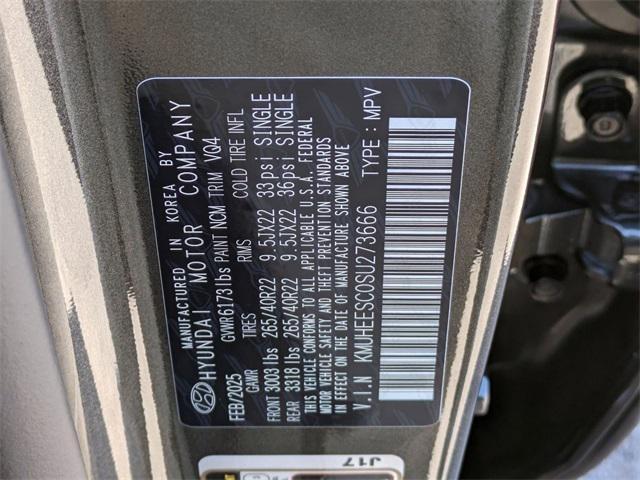 MANUFACTURED IN KOREA BY
HYUNDAI MOTOR COMPANY
FEB/2025 GVWR6173lbs PAINT NCM TRIM VQ4
GAWR TIRES RIMS COLD TIRE INFL
FRONT 3003 lbs 265/40R22 9.5JX22 33psi SINGLE
REAR 3318 lbs 265/40R22 9.5JX22 36psi SINGLE
THIS VEHICLE CONFORMS TO ALL APPLICABLE U.S.A. FEDERAL
MOTOR VEHICLE SAFETY AND THEFT PREVENTION STANDARDS
IN EFFECT ON THE DATE OF MANUFACTURE SHOWN ABOVE
V.I.N KMUHEESC0SU273666 TYPE : MPV
J17